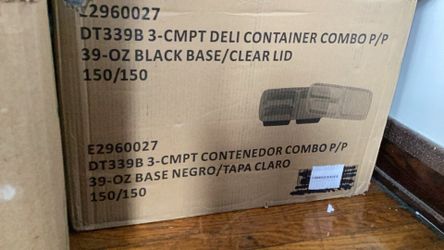 E2960027
DT339B 3-CMPT DELI CONTAINER COMBO P/P
39-OZ BLACK BASE/CLEAR LID
150/150
E2960027
DT339B 3-CMPT CONTENEDOR COMBO P/P
39-OZ BASE NEGRO/TAPA CLARO
150/150